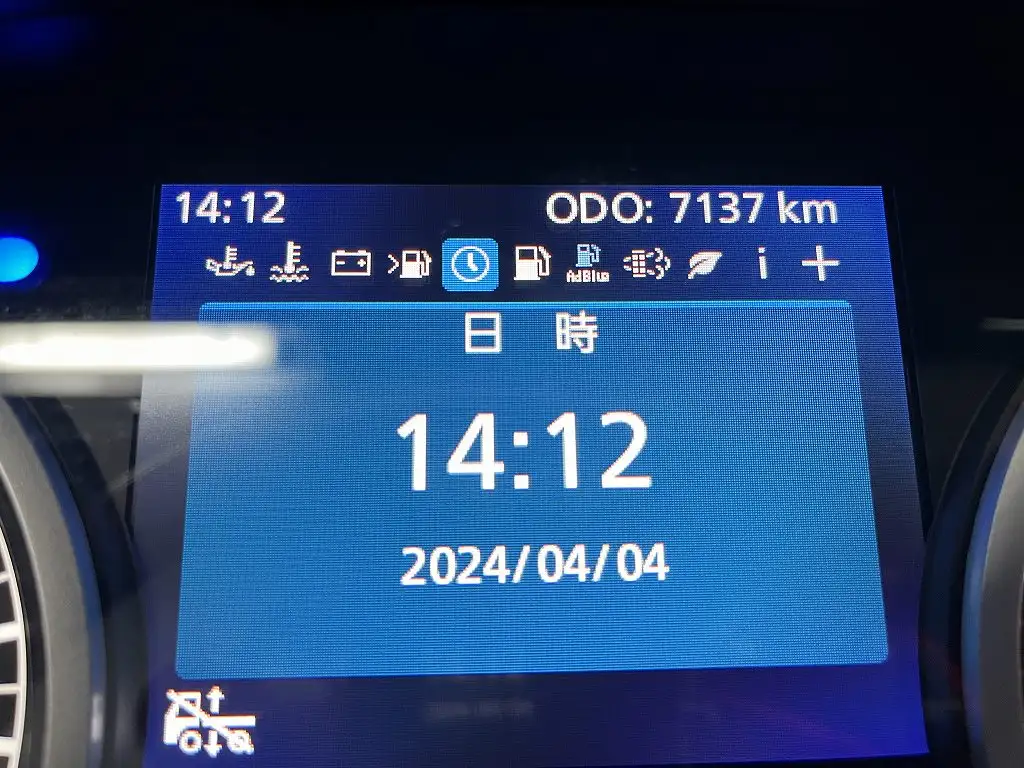 14:12 ODO: 7137 km
AdBlue
i
日 時
14:12
2024/04/04